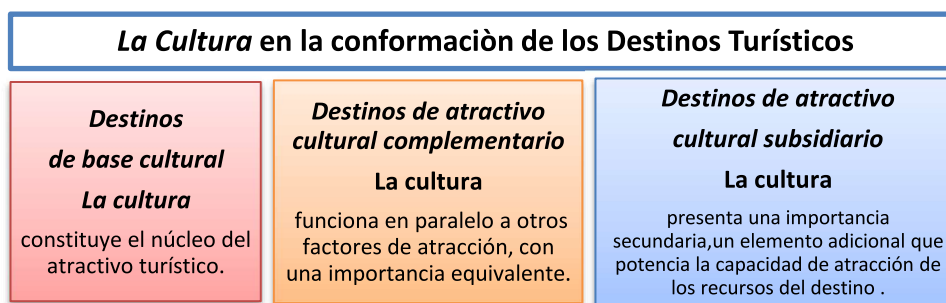 La Cultura en la conformaciòn de los Destinos Turísticos
Destinos
de base cultural
La cultura
constituye el núcleo del
atractivo turístico.
Destinos de atractivo
cultural complementario
La cultura
funciona en paralelo a otros
factores de atracción, con
una importancia equivalente.
Destinos de atractivo
cultural subsidiario
La cultura
presenta una importancia
secundaria,un elemento adicional que
potencia la capacidad de atracción de
los recursos del destino .